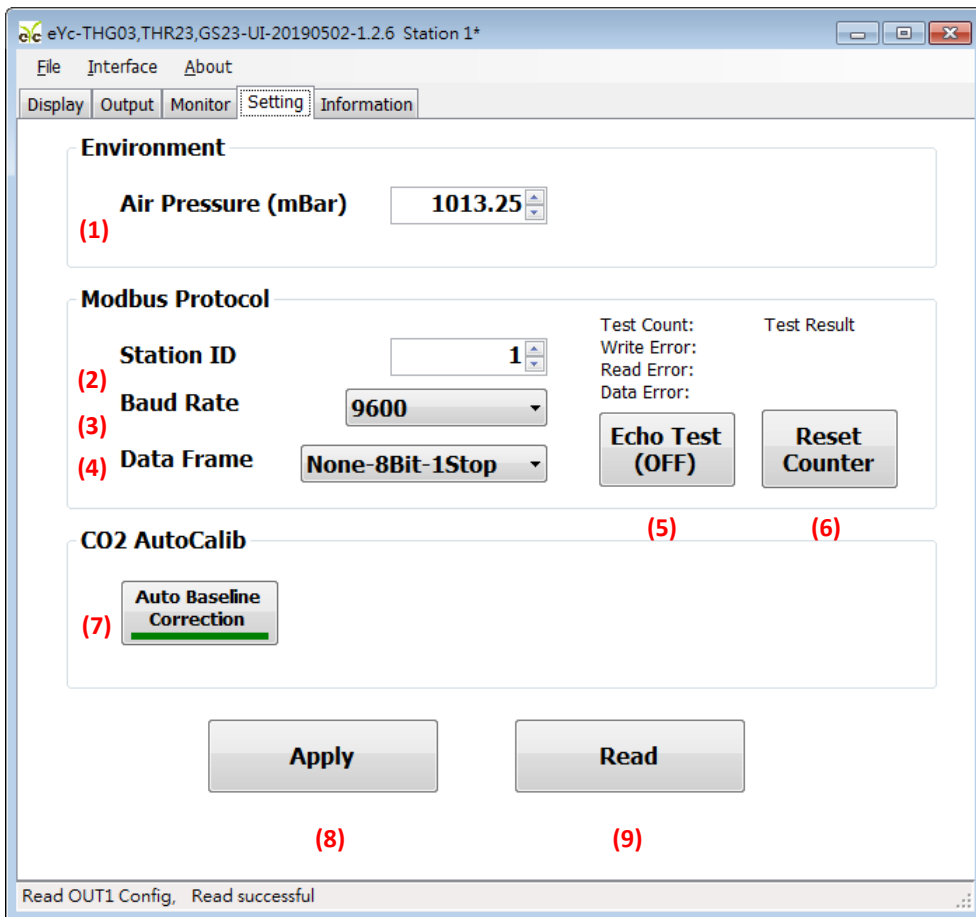 eYc-THG03,THR23,GS23-UI-20190502-1.2.6 Station 1*
File Interface About
Display Output Monitor Setting Information
Environment
Air Pressure (mBar) 1013.25
(1)
Modbus Protocol
Station ID 1
(2)
Baud Rate 9600
(3)
Data Frame None-8Bit-1Stop
(4)
Test Count: Test Result
Write Error:
Read Error:
Data Error:
Echo Test
(OFF)
Reset
Counter
(5) (6)
CO2 AutoCalib
Auto Baseline
Correction
(7)
Apply Read
(8) (9)
Read OUT1 Config, Read successful